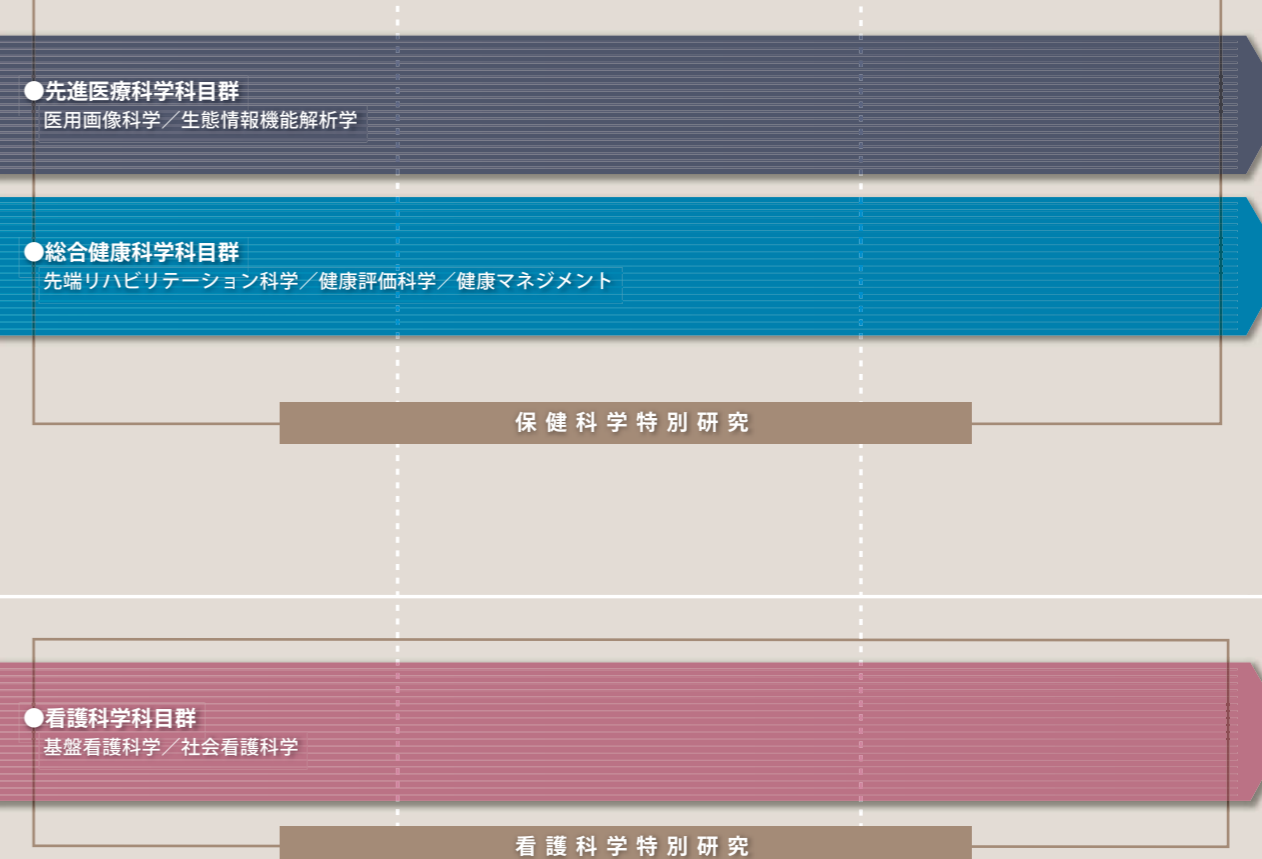 ●先進医療科学科目群
医用画像科学／生態情報機能解析学
●総合健康科学科目群
先端リハビリテーション科学／健康評価科学／健康マネジメント
保健科学特別研究
●看護科学科目群
基盤看護科学／社会看護科学
看護科学特別研究